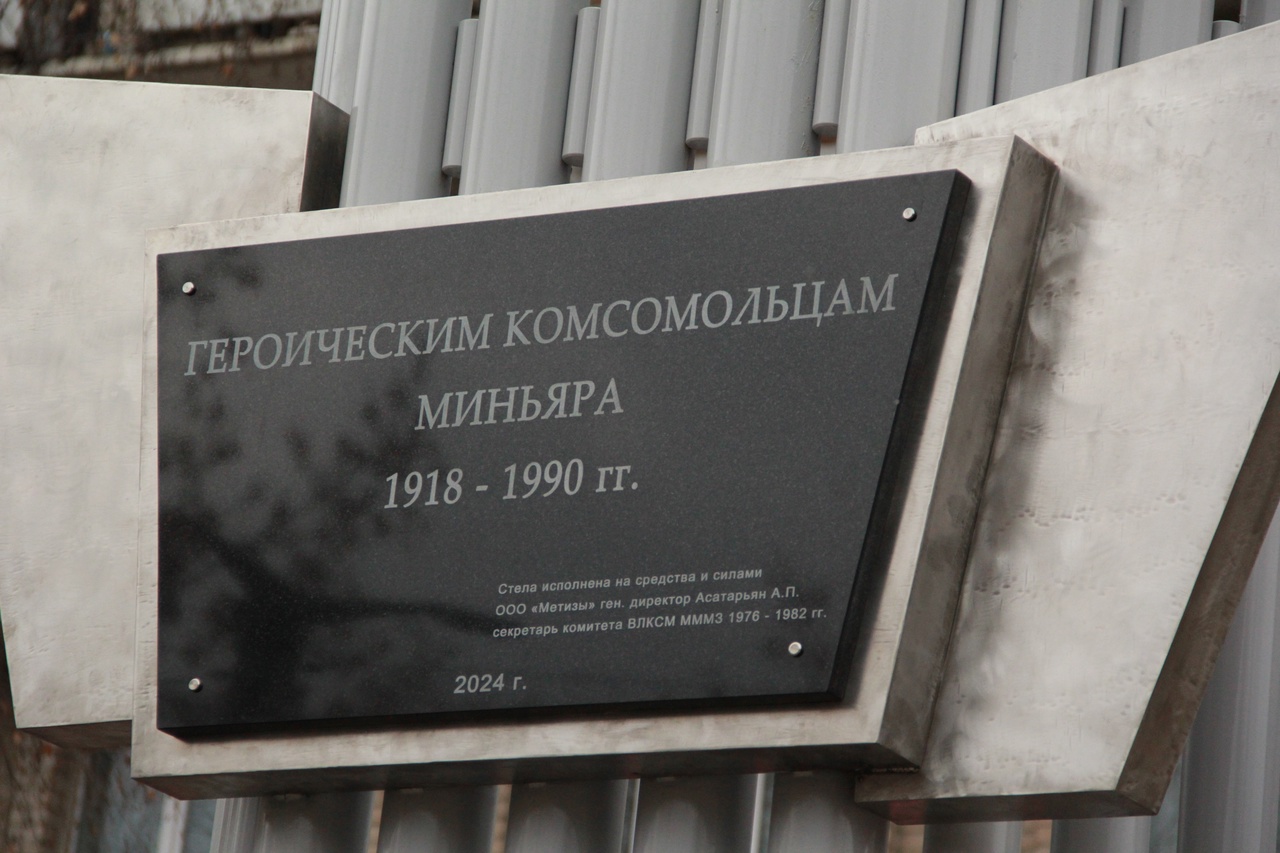 ГЕРОИЧЕСКИМ КОМСОМОЛЬЦАМ
МИНЬЯРА
1918 - 1990 гг.
Стела исполнена на средства и силами
ООО «Метизы» ген. директор Асатарьян А.П.
секретарь комитета ВЛКСМ МММЗ 1976 - 1982 гг.
2024 г.